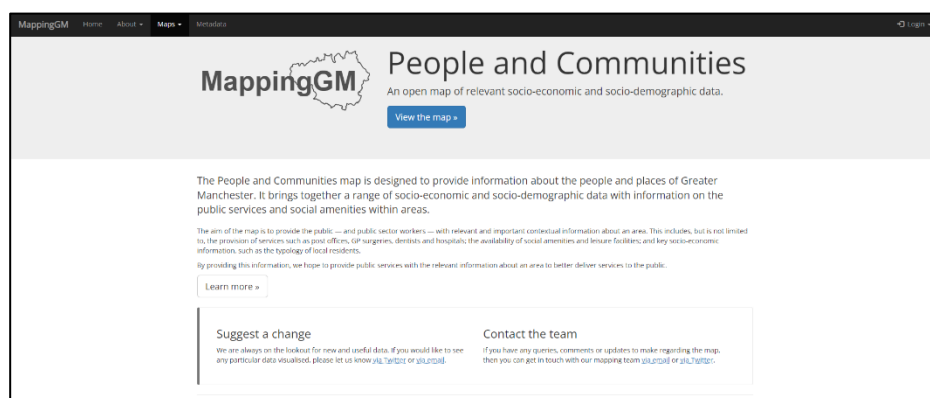 MappingGM Home About Maps Metadata Login
MappingGM
People and Communities
An open map of relevant socio-economic and socio-demographic data.
View the map »
The People and Communities map is designed to provide information about the people and places of Greater
Manchester. It brings together a range of socio-economic and socio-demographic data with information on the
public services and social amenities within areas.
The aim of the map is to provide the public — and public sector workers — with relevant and important contextual information about an area. This includes, but is not limited
to, the provision of services such as post offices, GP surgeries, dentists and hospitals; the availability of social amenities and leisure facilities; and key socio-economic
information, such as the typology of local residents.
By providing this information, we hope to provide public services with the relevant information about an area to better deliver services to the public.
Learn more »
Suggest a change
We are always on the lookout for new and useful data. If you would like to see
any particular data visualised, please let us know via Twitter or via email.
Contact the team
If you have any queries, comments or updates to make regarding the map,
then you can get in touch with our mapping team via email or via Twitter.